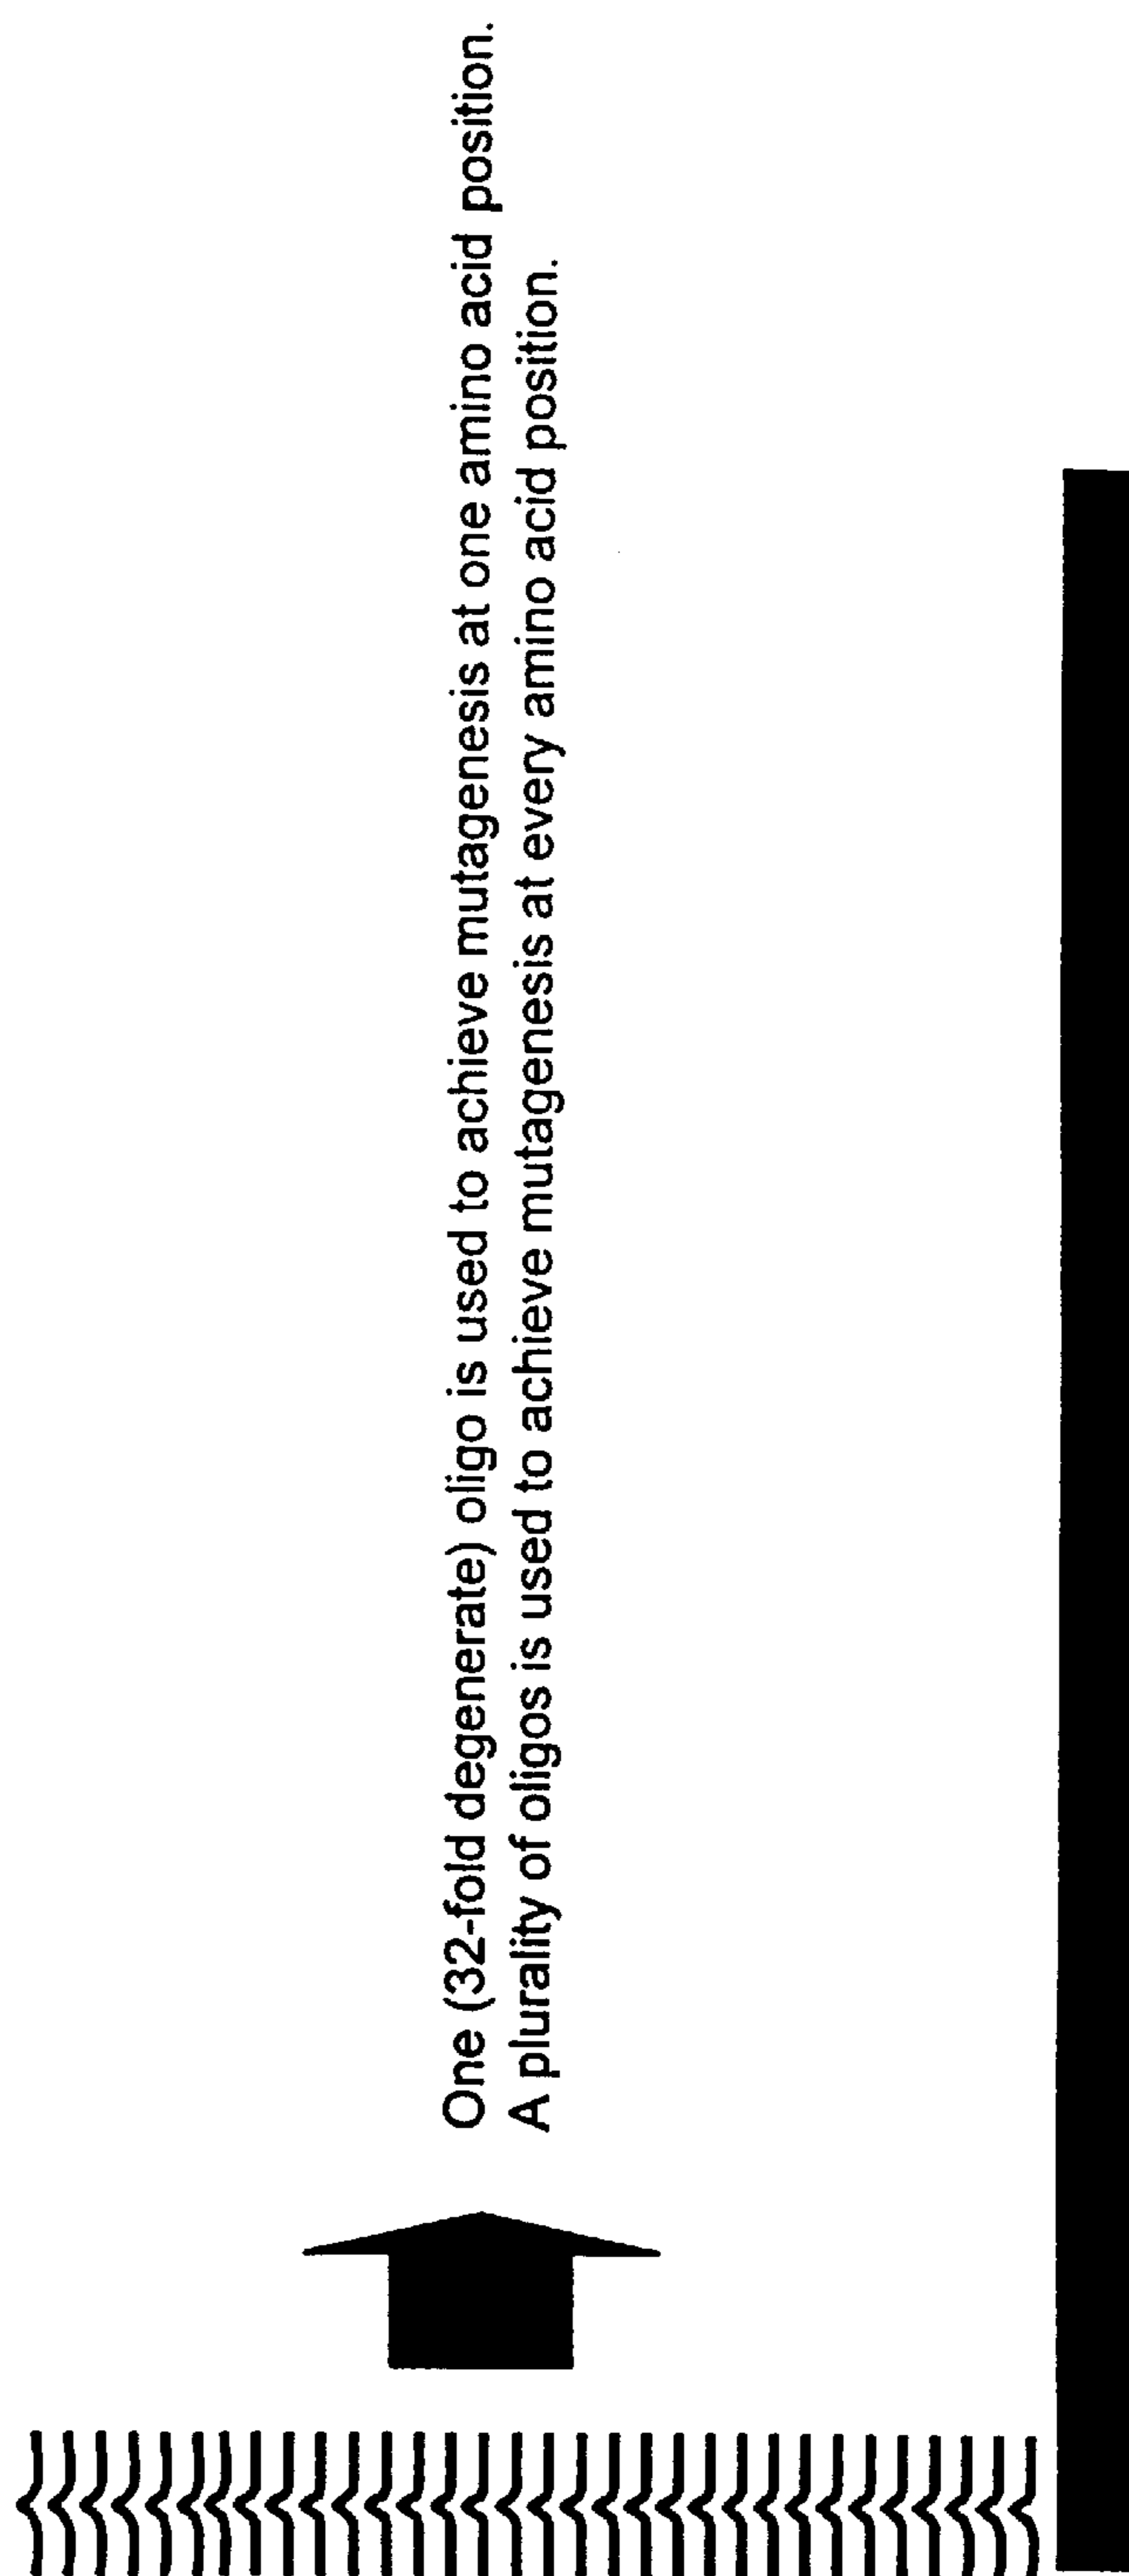 One (32-fold degenerate) oligo is used to achieve mutagenesis at one amino acid position.
A plurality of oligos is used to achieve mutagenesis at every amino acid position.